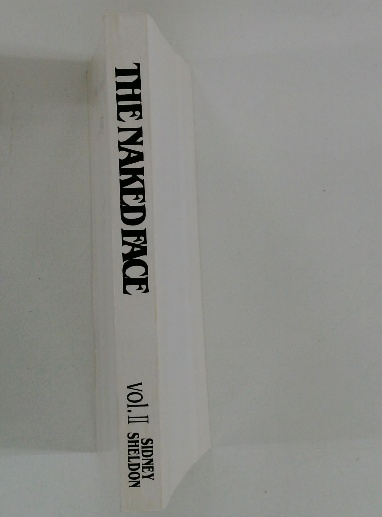 THE NAKED FACE
vol.II
SIDNEY
SHELDON